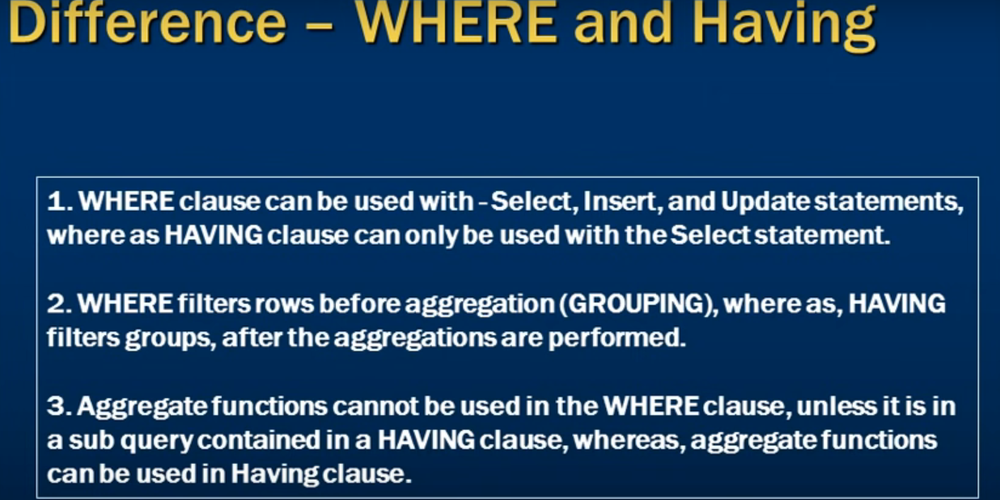 Difference – WHERE and Having
1. WHERE clause can be used with - Select, Insert, and Update statements,
where as HAVING clause can only be used with the Select statement.
2. WHERE filters rows before aggregation (GROUPING), where as, HAVING
filters groups, after the aggregations are performed.
3. Aggregate functions cannot be used in the WHERE clause, unless it is in
a sub query contained in a HAVING clause, whereas, aggregate functions
can be used in Having clause.